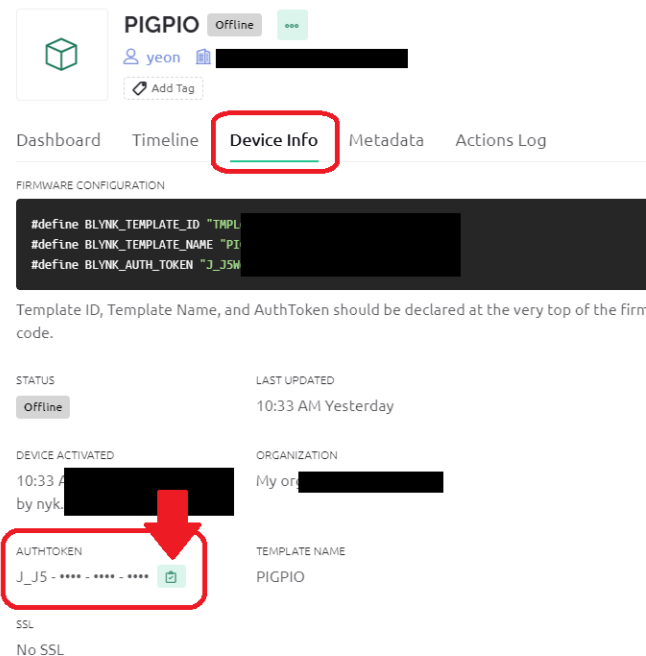 PIGPIO Offline
yeon
Add Tag
Dashboard Timeline Device Info Metadata Actions Log
FIRMWARE CONFIGURATION
#define BLYNK_TEMPLATE_ID "TMPL
#define BLYNK_TEMPLATE_NAME "PI
#define BLYNK_AUTH_TOKEN "J_J5W
Template ID, Template Name, and AuthToken should be declared at the very top of the firm
code.
STATUS LAST UPDATED
Offline 10:33 AM Yesterday
DEVICE ACTIVATED ORGANIZATION
10:33 A My org
by nyk.
AUTHTOKEN TEMPLATE NAME
J_J5 - •••• - •••• - •••• PIGPIO
SSL
No SSL